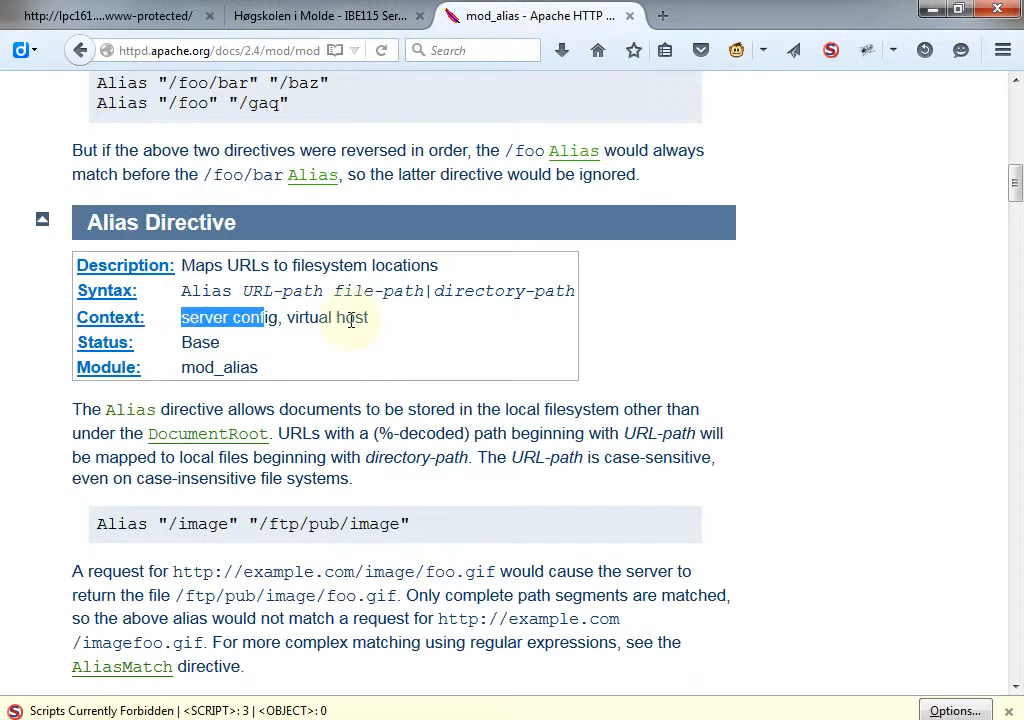 http://lpc161....www-protected/
Høgskolen i Molde - IBE115 Ser...
mod_alias - Apache HTTP ...
httpd.apache.org/docs/2.4/mod/mod
Search
Alias "/foo/bar" "/baz"
Alias "/foo" "/gaq"
But if the above two directives were reversed in order, the /foo Alias would always
match before the /foo/bar Alias, so the latter directive would be ignored.
Alias Directive
Description: Maps URLs to filesystem locations
Syntax: Alias URL-path file-path|directory-path
Context: server config, virtual host
Status: Base
Module: mod_alias
The Alias directive allows documents to be stored in the local filesystem other than
under the DocumentRoot. URLs with a (%-decoded) path beginning with URL-path will
be mapped to local files beginning with directory-path. The URL-path is case-sensitive,
even on case-insensitive file systems.
Alias "/image" "/ftp/pub/image"
A request for http://example.com/image/foo.gif would cause the server to
return the file /ftp/pub/image/foo.gif. Only complete path segments are matched,
so the above alias would not match a request for http://example.com
/imagefoo.gif. For more complex matching using regular expressions, see the
AliasMatch directive.
Scripts Currently Forbidden | <SCRIPT>: 3 | <OBJECT>: 0
Options...